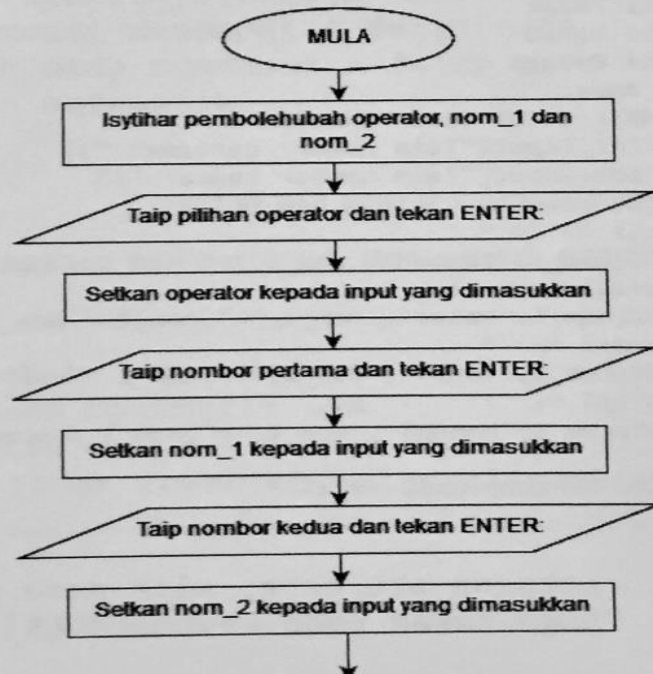 MULA
Isytihar pembolehubah operator, nom_1 dan
nom_2
Taip pilihan operator dan tekan ENTER:
Setkan operator kepada input yang dimasukkan
Taip nombor pertama dan tekan ENTER:
Setkan nom_1 kepada input yang dimasukkan
Taip nombor kedua dan tekan ENTER:
Setkan nom_2 kepada input yang dimasukkan